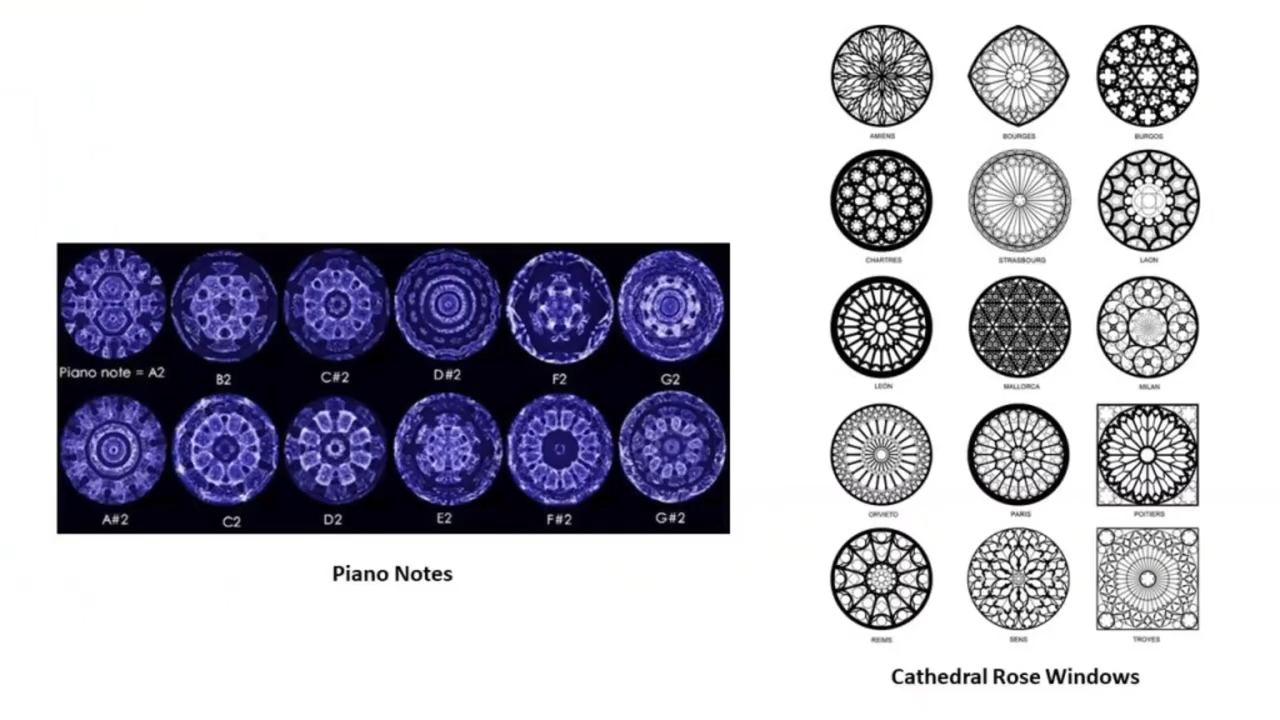 Piano note = A2
B2
C#2
D#2
F2
G2
A#2
C2
D2
E2
F#2
G#2
Piano Notes
AMIENS
BOURGES
BURGOS
CHARTRES
STRASBOURG
LAON
LEÓN
MALLORCA
MILAN
ORVIETO
PARIS
POITIERS
REIMS
SENS
TROYES
Cathedral Rose Windows